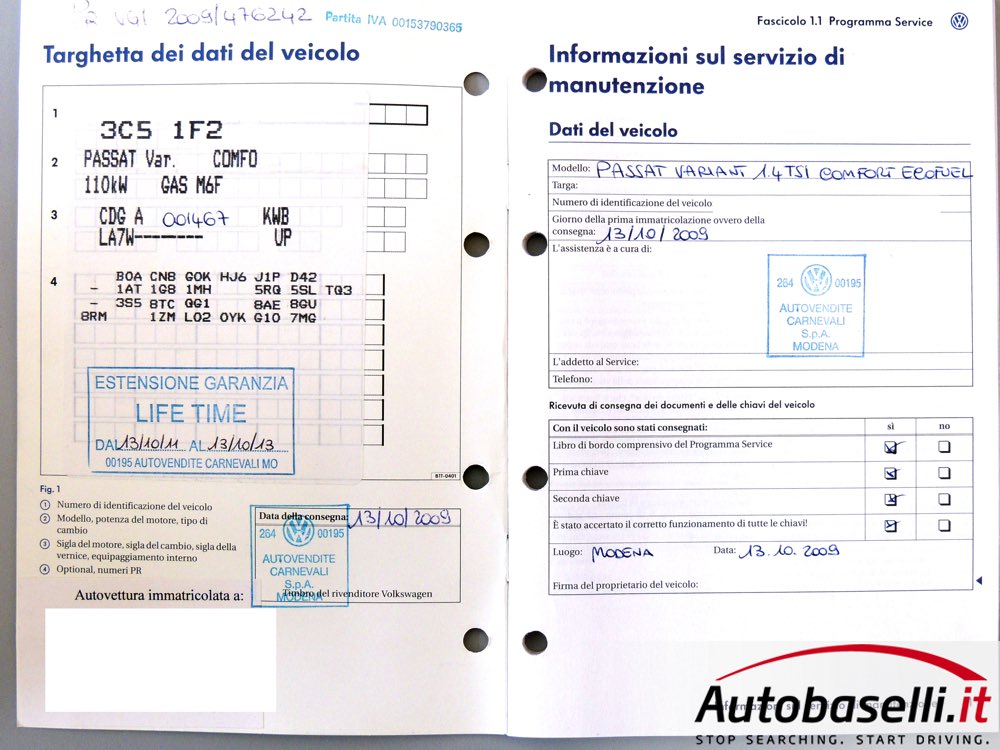 VGI 2009/476242 Partita IVA 00153790365
Targhetta dei dati del veicolo
1
3C5 1F2
2
PASSAT Var. COMFO
110kW GAS M6F
3
CDG A 001467 KWB
LA7W-------- UP
4
B0A CNB G0K HJ6 J1P D42
- 1AT 1GB 1MH 5RQ 5SL TQ3
- 3S5 8TC QG1 8AE 8GU
8RM 1ZM L02 0YK G10 7MG
ESTENSIONE GARANZIA
LIFE TIME
DAL 13/10/11 AL 13/10/13
00195 AUTOVENDITE CARNEVALI MO
B1T-0401
Fig. 1
1 Numero di identificazione del veicolo
2 Modello, potenza del motore, tipo di
cambio
3 Sigla del motore, sigla del cambio, sigla della
vernice, equipaggiamento interno
4 Optional, numeri PR
Data della consegna: 13/10/2009
284 00195
AUTOVENDITE
CARNEVALI
S.p.A.
MODENA
Timbro del rivenditore Volkswagen
Autovettura immatricolata a:
Fascicolo 1.1 Programma Service
Informazioni sul servizio di
manutenzione
Dati del veicolo
Modello: PASSAT VARIANT 1.4 TSI COMFORT ECOFUEL
Targa:
Numero di identificazione del veicolo
Giorno della prima immatricolazione ovvero della
consegna: 13/10/2009
L'assistenza è a cura di:
284 00195
AUTOVENDITE
CARNEVALI
S.p.A.
MODENA
L'addetto al Service:
Telefono:
Ricevuta di consegna dei documenti e delle chiavi del veicolo
Con il veicolo sono stati consegnati: sì no
Libro di bordo comprensivo del Programma Service
Prima chiave
Seconda chiave
È stato accertato il corretto funzionamento di tutte le chiavi!
Luogo: MODENA Data: 13.10.2009
Firma del proprietario del veicolo:
Autobaselli.it
STOP SEARCHING. START DRIVING.